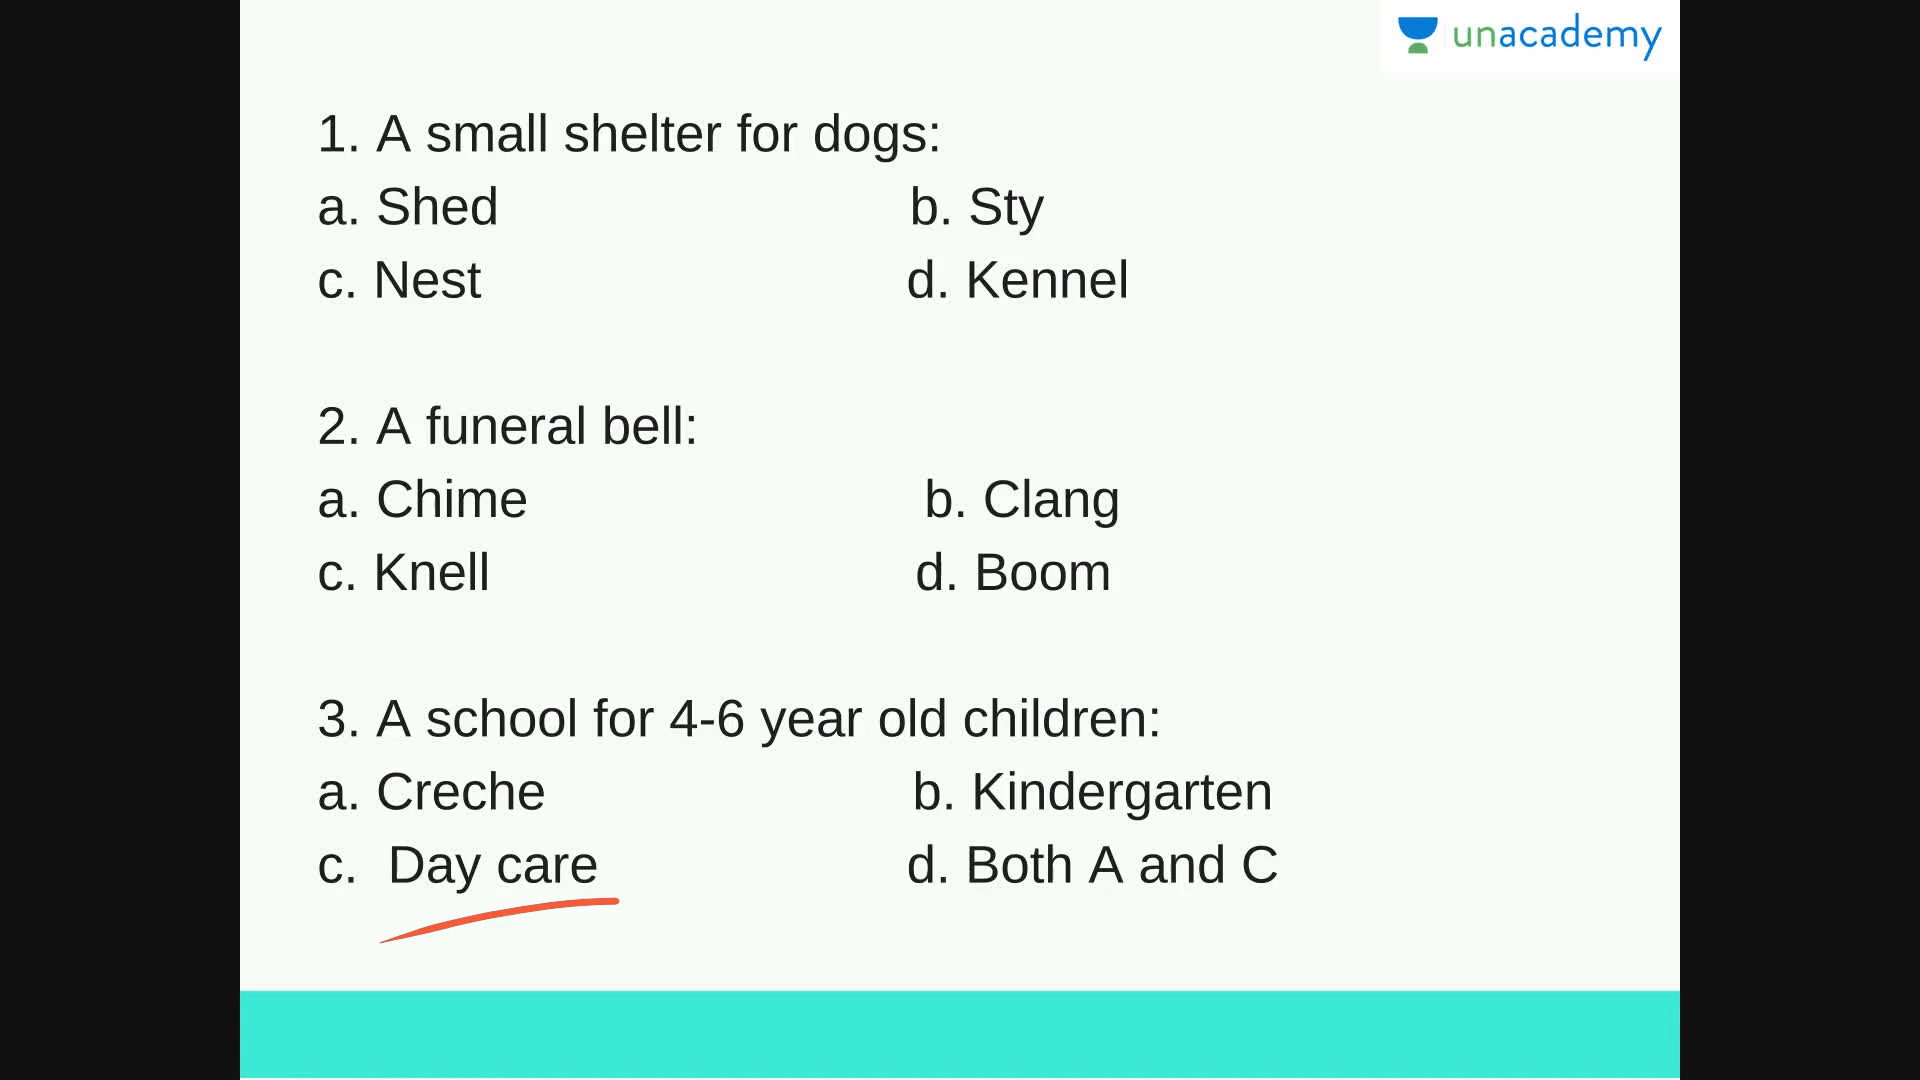 unacademy
1. A small shelter for dogs:
a. Shed b. Sty
c. Nest d. Kennel
2. A funeral bell:
a. Chime b. Clang
c. Knell d. Boom
3. A school for 4-6 year old children:
a. Creche b. Kindergarten
c. Day care d. Both A and C